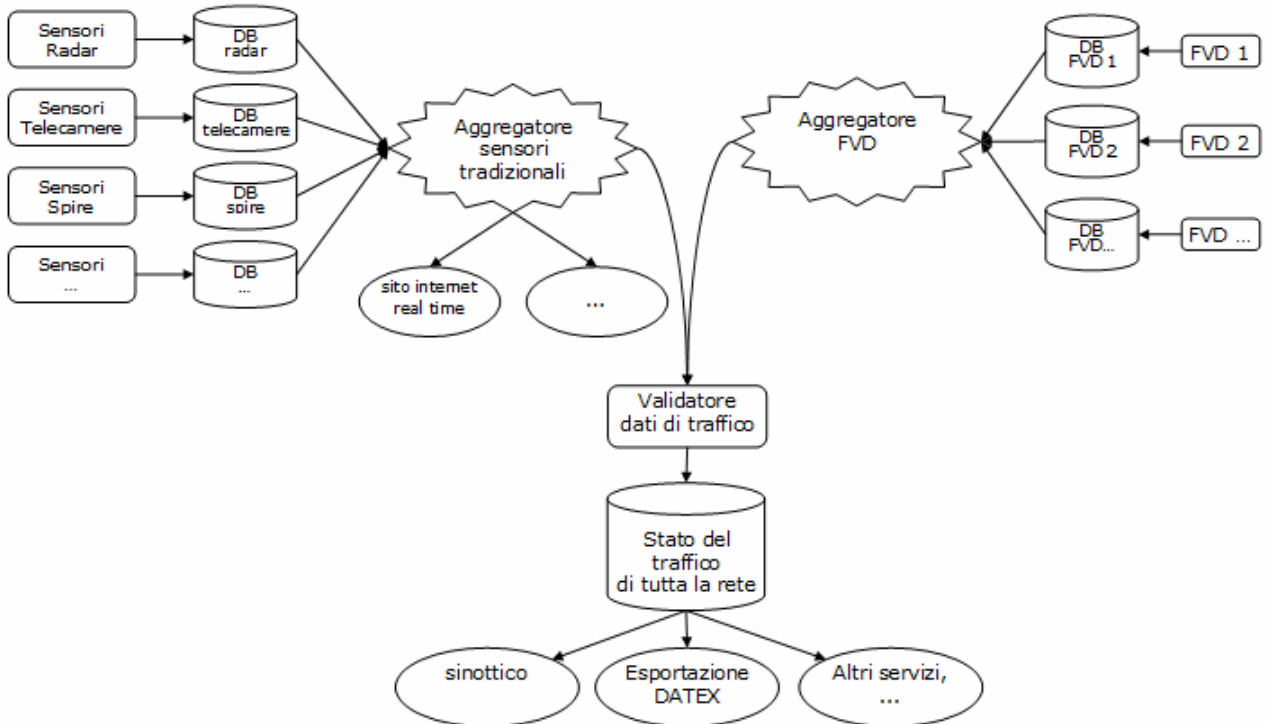 Sensori
Radar
DB
radar
Sensori
Telecamere
DB
telecamere
Sensori
Spire
DB
spire
Sensori
...
DB
...
Aggregatore
sensori
tradizionali
sito internet
real time
...
Aggregatore
FVD
DB
FVD 1
FVD 1
DB
FVD 2
FVD 2
DB
FVD...
FVD ...
Validatore
dati di traffico
Stato del
traffico
di tutta la rete
sinottico
Esportazione
DATEX
Altri servizi,
...